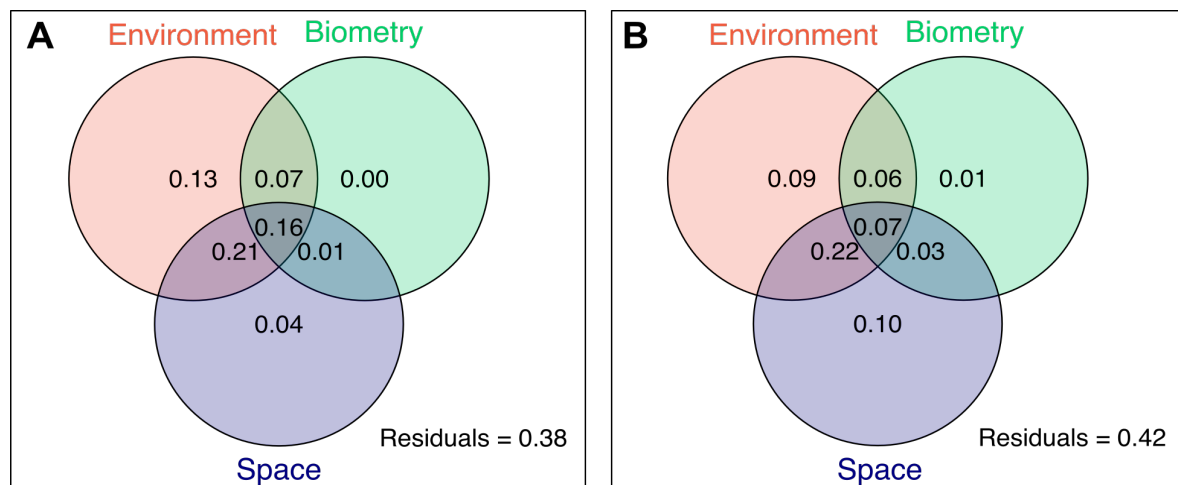 A
Environment Biometry
0.13 0.07 0.00
0.16
0.21 0.01
0.04
Residuals = 0.38
Space
B
Environment Biometry
0.09 0.06 0.01
0.07
0.22 0.03
0.10
Residuals = 0.42
Space